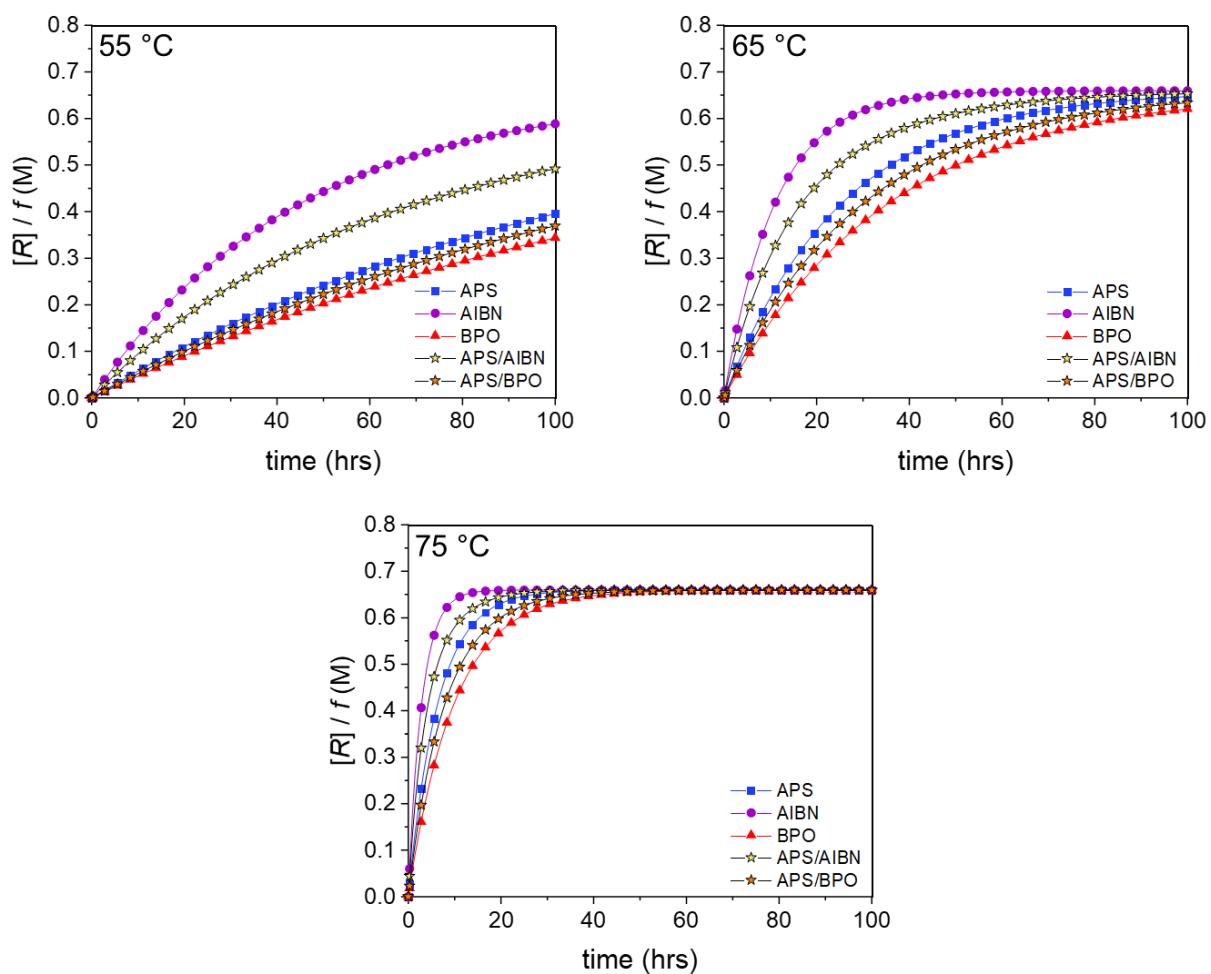 55 °C
0.8
0.7
0.6
0.5
0.4
0.3
0.2
0.1
0.0
[R] / f (M)
APS
AIBN
BPO
APS/AIBN
APS/BPO
0 20 40 60 80 100
time (hrs)
65 °C
0.8
0.7
0.6
0.5
0.4
0.3
0.2
0.1
0.0
[R] / f (M)
APS
AIBN
BPO
APS/AIBN
APS/BPO
0 20 40 60 80 100
time (hrs)
75 °C
0.8
0.7
0.6
0.5
0.4
0.3
0.2
0.1
0.0
[R] / f (M)
APS
AIBN
BPO
APS/AIBN
APS/BPO
0 20 40 60 80 100
time (hrs)